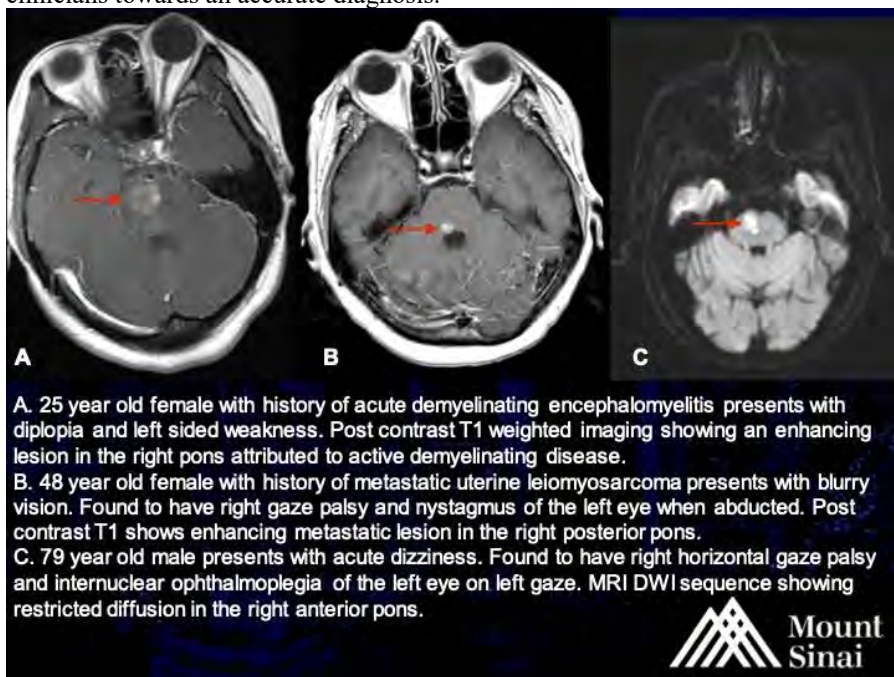 clinicians towards an accurate diagnosis.
A
B
C
A. 25 year old female with history of acute demyelinating encephalomyelitis presents with
diplopia and left sided weakness. Post contrast T1 weighted imaging showing an enhancing
lesion in the right pons attributed to active demyelinating disease.
B. 48 year old female with history of metastatic uterine leiomyosarcoma presents with blurry
vision. Found to have right gaze palsy and nystagmus of the left eye when abducted. Post
contrast T1 shows enhancing metastatic lesion in the right posterior pons.
C. 79 year old male presents with acute dizziness. Found to have right horizontal gaze palsy
and internuclear ophthalmoplegia of the left eye on left gaze. MRI DWI sequence showing
restricted diffusion in the right anterior pons.
Mount
Sinai